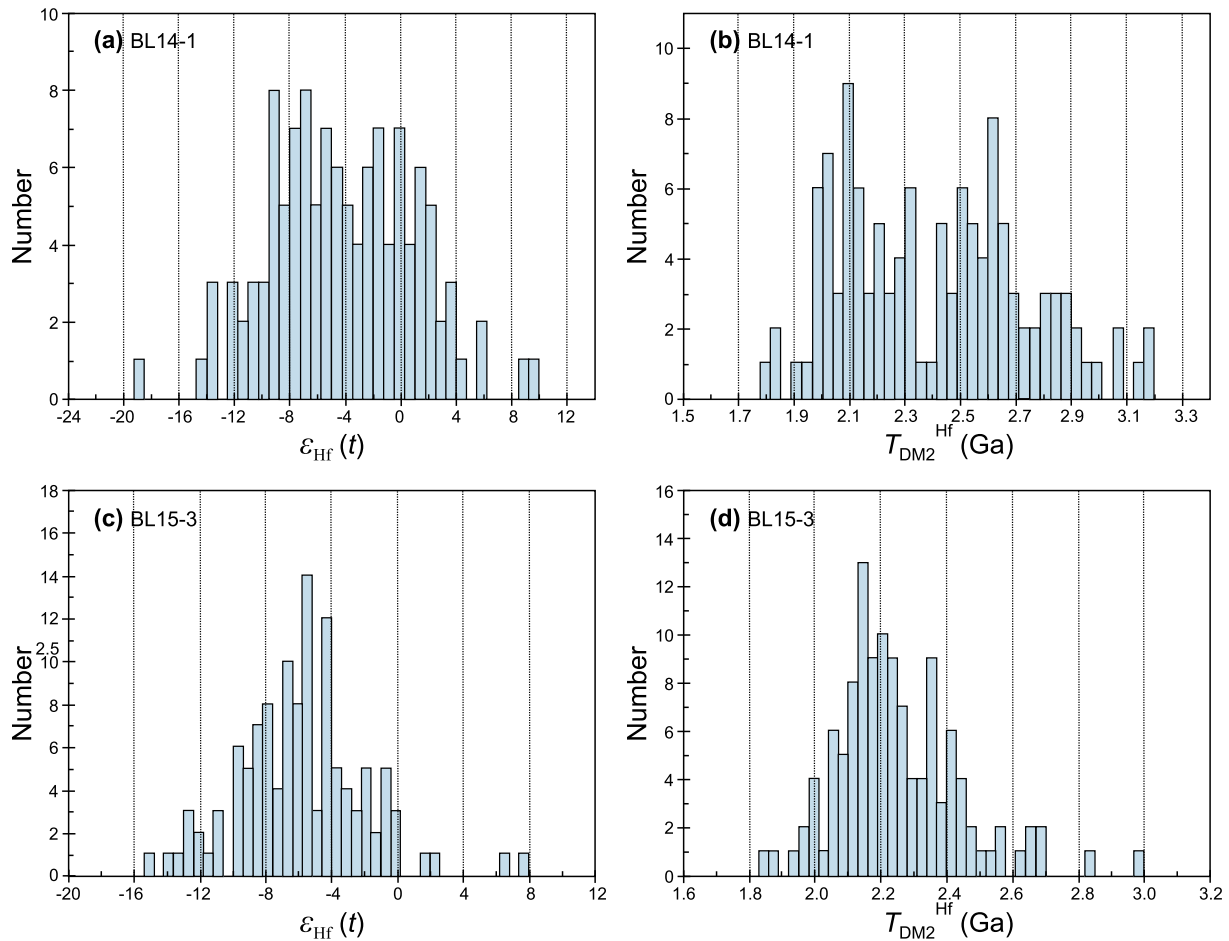 (a) BL14-1
10
8
6
4
2
0
Number
-24 -20 -16 -12 -8 -4 0 4 8 12
εHf (t)
(b) BL14-1
10
8
6
4
2
0
Number
1.5 1.7 1.9 2.1 2.3 2.5 2.7 2.9 3.1 3.3
TDM2Hf (Ga)
(c) BL15-3
18
16
14
12
2.5
10
8
6
4
2
0
Number
-20 -16 -12 -8 -4 0 4 8 12
εHf (t)
(d) BL15-3
16
14
12
10
8
6
4
2
0
Number
1.6 1.8 2.0 2.2 2.4 2.6 2.8 3.0 3.2
TDM2Hf (Ga)